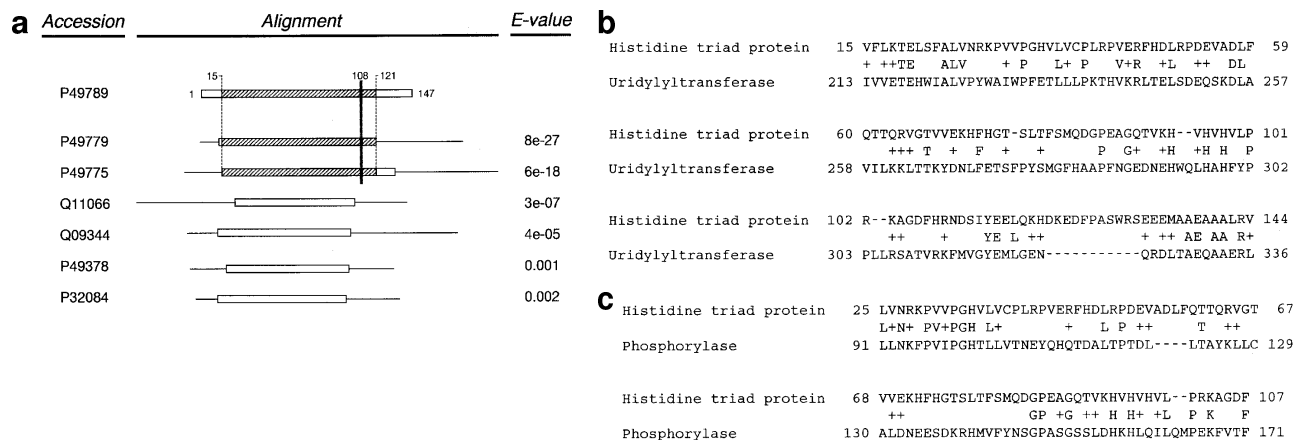 a Accession Alignment E-value
15 108 121
P49789 1 147
P49779 8e-27
P49775 6e-18
Q11066 3e-07
Q09344 4e-05
P49378 0.001
P32084 0.002
b
Histidine triad protein 15 VFLKTELSFALVNRKPVVPGHVLVCPLRPVERFHDLRPDEVADLF 59
+ ++TE ALV + P L+ P V+R +L ++ DL
Uridylyltransferase 213 IVVETEHWIALVPYWAIWPFETLLLPKTHVKRLTELSDEQSKDLA 257
Histidine triad protein 60 QTTQRVGTVVEKHFHGT-SLTFSMQDGPEAGQTVKH--VHVHVLP 101
+++ T + F + + P G+ +H +H H P
Uridylyltransferase 258 VILKKLTTKYDNLFETSFPYSMGFHAAPFNGEDNEHWQLHAHFYP 302
Histidine triad protein 102 R--KAGDFHRNDSIYEELQKHDKEDFPASWRSEEEMAAEAAALRV 144
++ + YE L ++ + ++ AE AA R+
Uridylyltransferase 303 PLLRSATVRKFMVGYEMLGEN-----------QRDLTAEQAAERL 336
c
Histidine triad protein 25 LVNRKPVVPGHVLVCPLRPVERFHDLRPDEVADLFQTTQRVGT 67
L+N+ PV+PGH L+ + L P ++ T ++
Phosphorylase 91 LLNKFPVIPGHTLLVTNEYQHQTDALTPTDL----LTAYKLLC 129
Histidine triad protein 68 VVEKHFHGTSLTFSMQDGPEAGQTVKHVHVHVL--PRKAGDF 107
++ GP +G ++ H H+ +L P K F
Phosphorylase 130 ALDNEESDKRHMVFYNSGPASGSSLDHKHLQILQMPEKFVTF 171